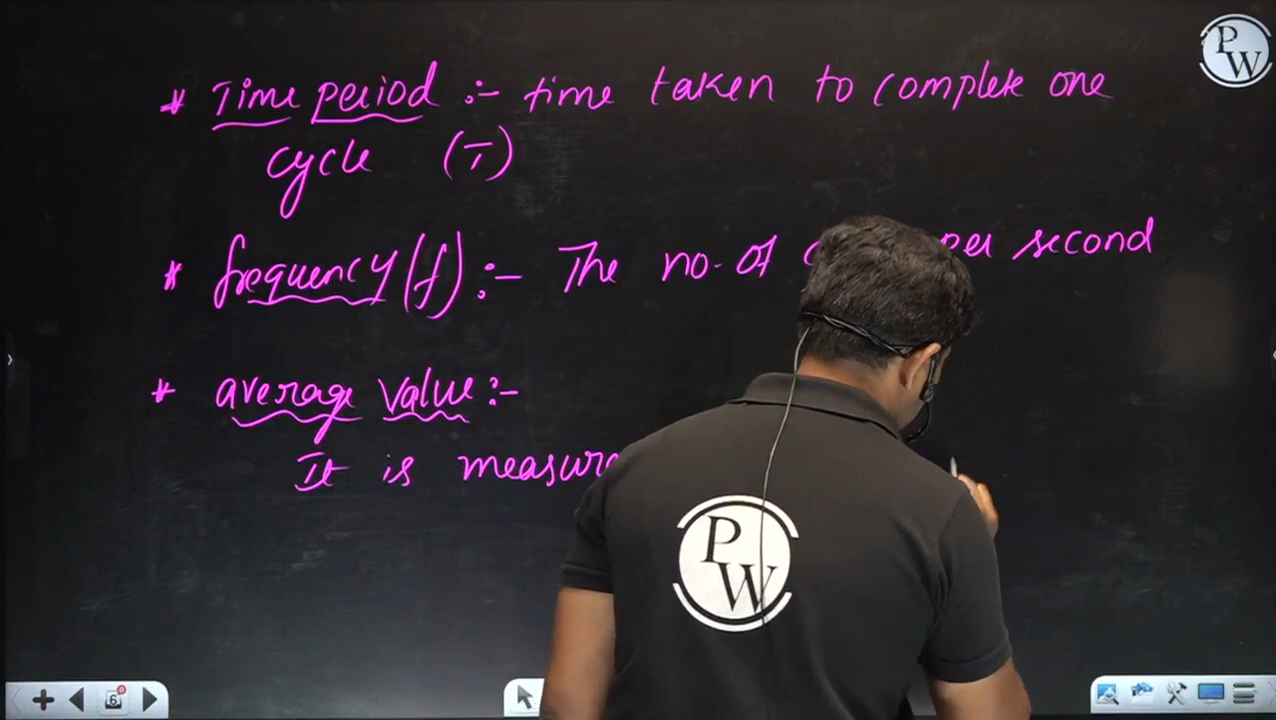 * Time period :- time taken to complete one
cycle (T)
* frequency (f) :- The no. of per second
* average value :-
It is
PW
PW
6